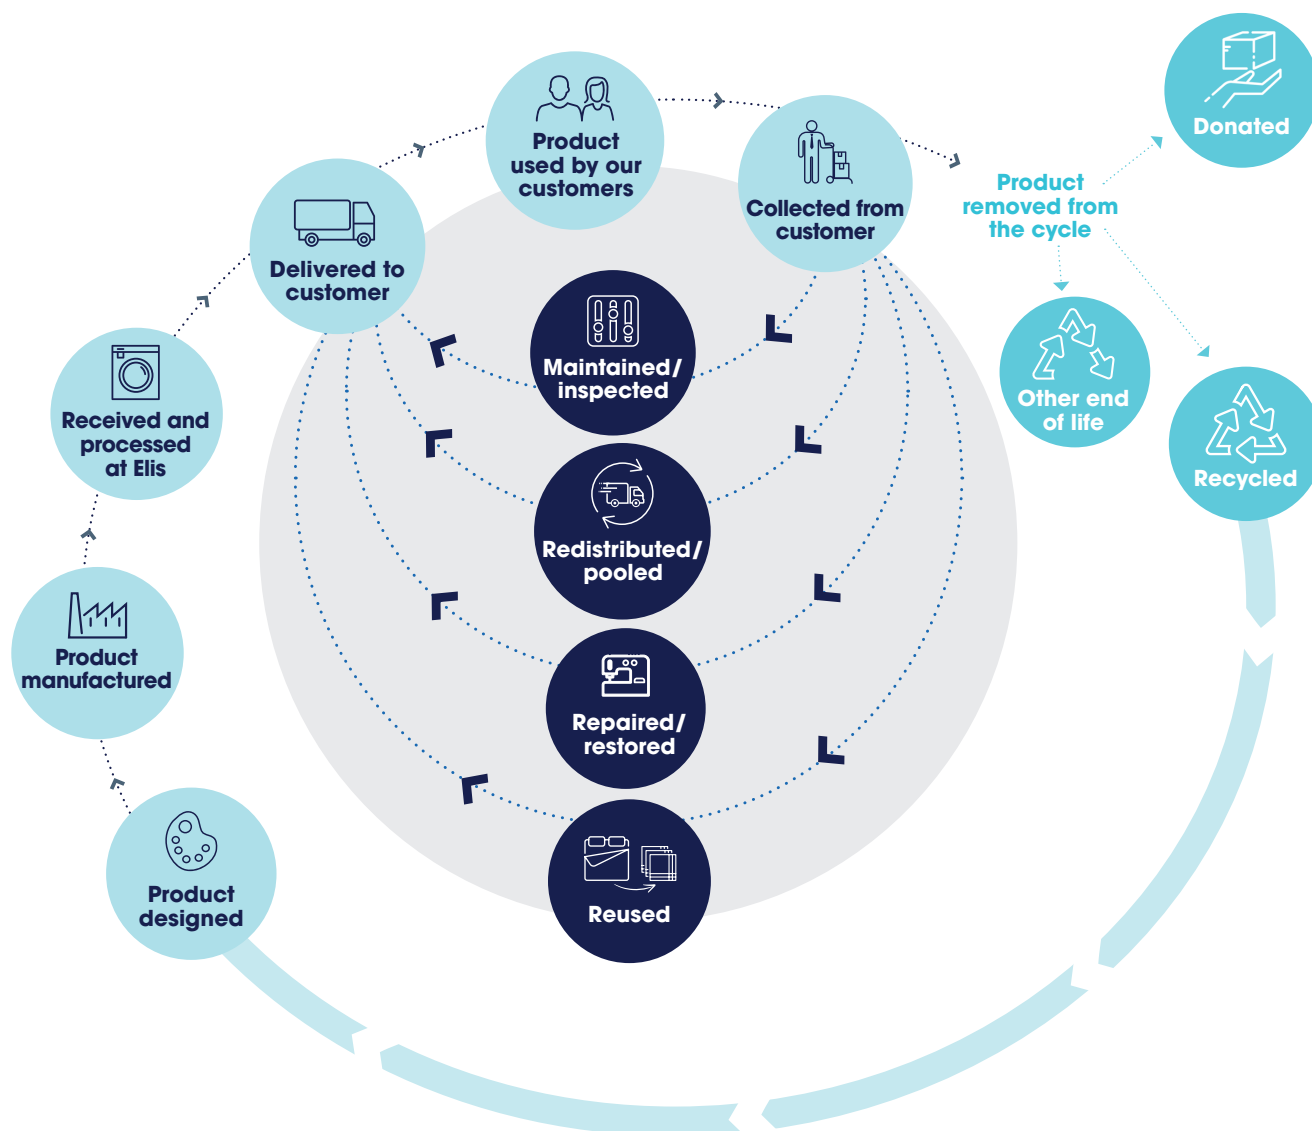 Donated
Product
used by our
customers
Product
removed from
the cycle
Collected from
customer
Delivered to
customer
Maintained/
inspected
Other end
of life
Received and
processed
at Elis
Recycled
Redistributed/
pooled
Product
manufactured
Repaired/
restored
Product
designed
Reused